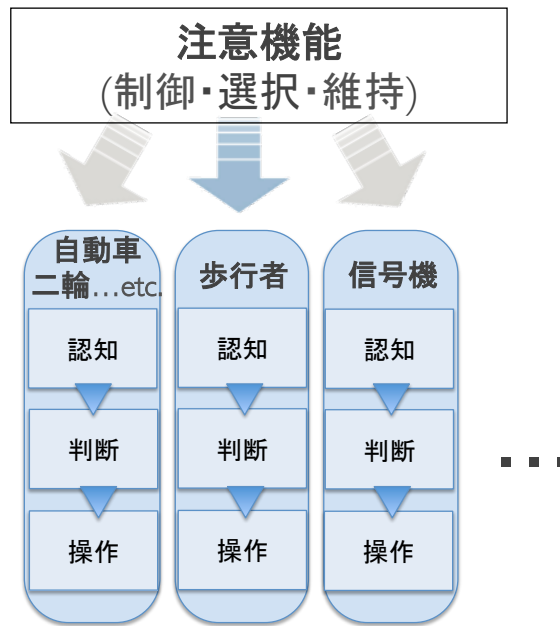 注意機能
(制御・選択・維持)
自動車
二輪...etc.
歩行者
信号機
認知
認知
認知
判断
判断
判断
操作
操作
操作